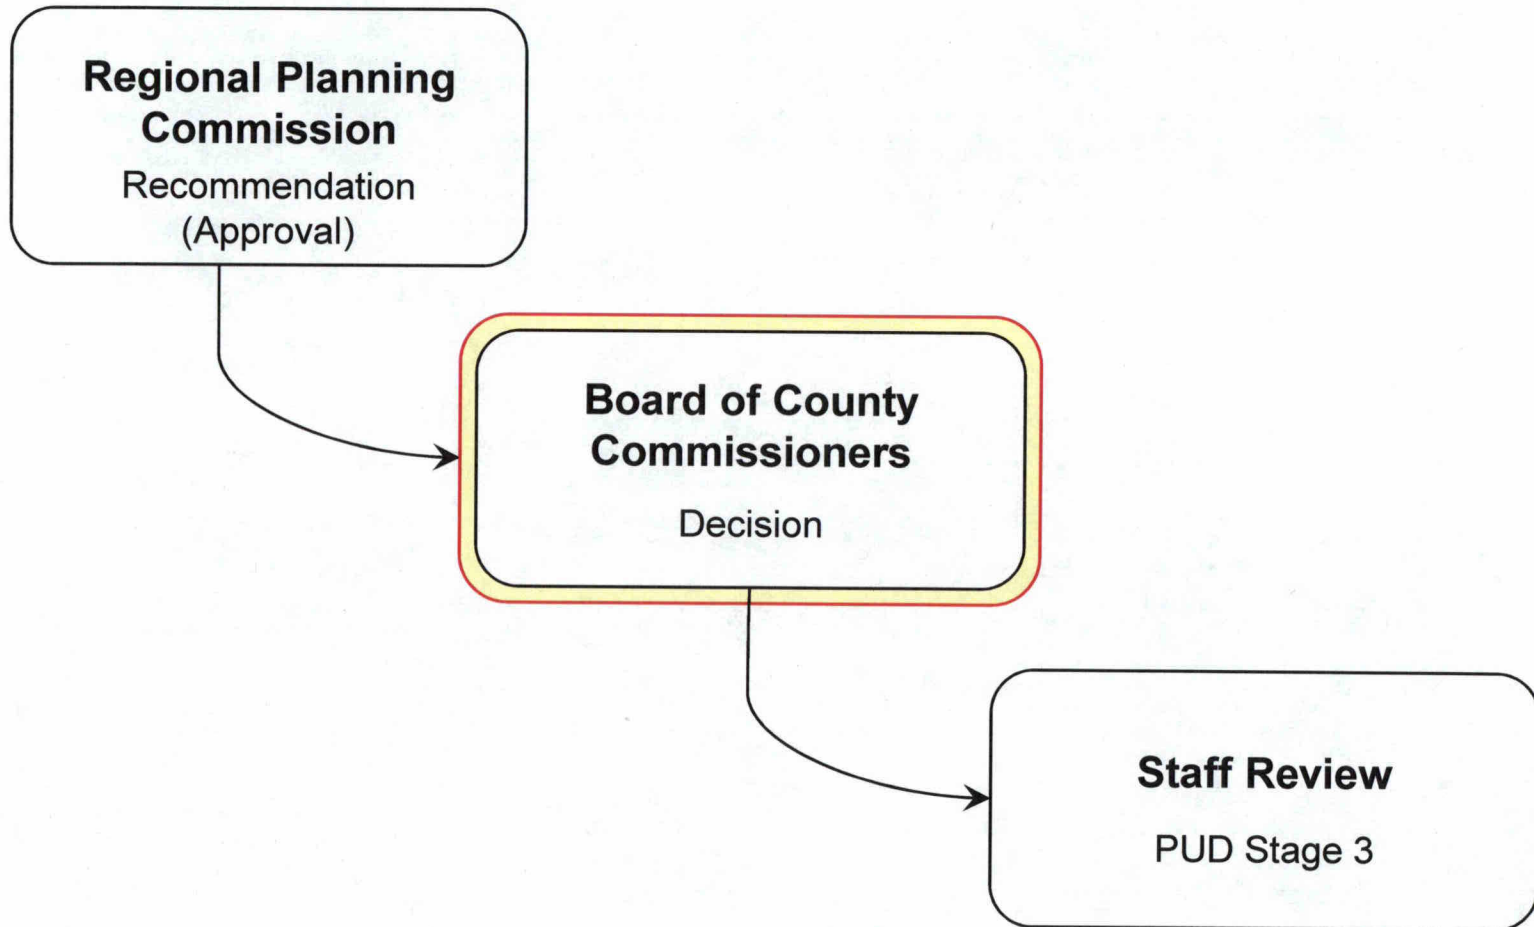 Regional Planning
Commission
Recommendation
(Approval)
Board of County
Commissioners
Decision
Staff Review
PUD Stage 3